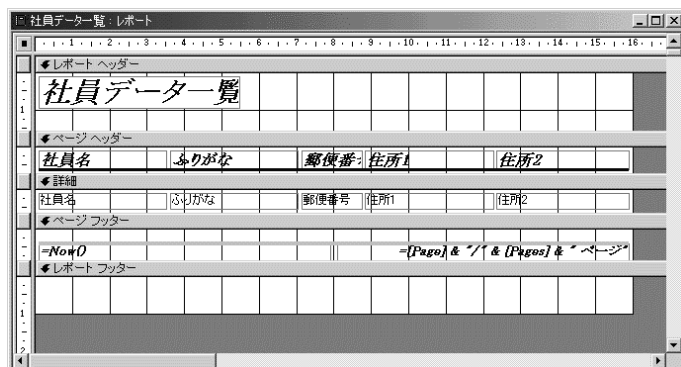 社員データ一覧 : レポート
1 2 3 4 5 6 7 8 9 10 11 12 13 14 15 16
レポート ヘッダー
社員データ一覧
1
ページ ヘッダー
社員名 ふりがな 郵便番 住所1 住所2
詳細
社員名 ふりがな 郵便番号 住所1 住所2
ページ フッター
=Now() =[Page] & "/" & [Pages] & " ページ"
レポート フッター
1
2